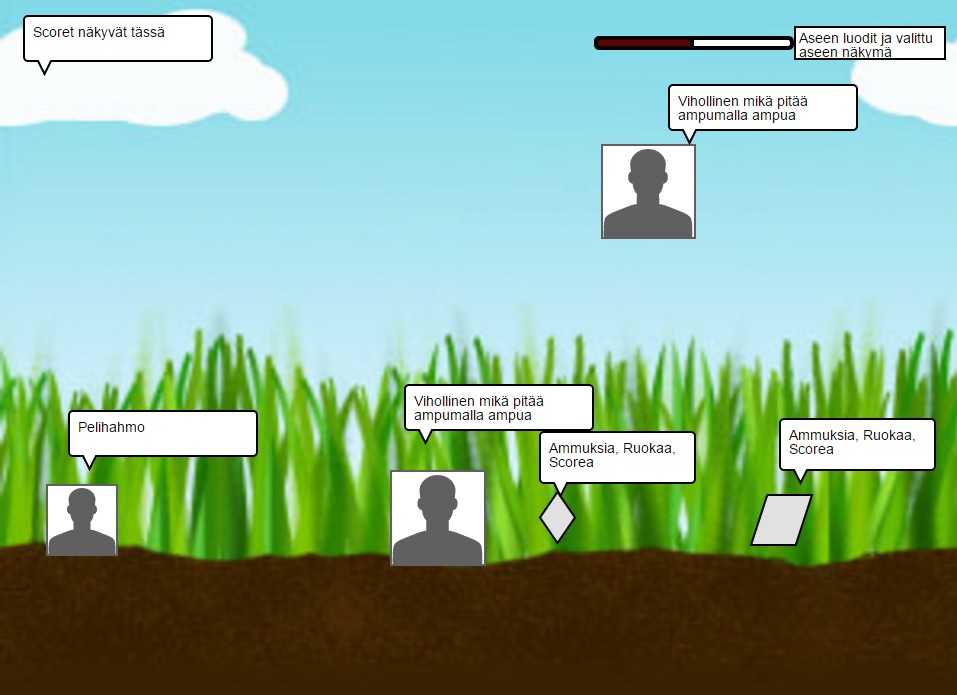 Scoret näkyvät tässä
Aseen luodit ja valittu
aseen näkymä
Vihollinen mikä pitää
ampumalla ampua
Vihollinen mikä pitää
ampumalla ampua
Pelihahmo
Ammuksia, Ruokaa,
Scorea
Ammuksia, Ruokaa,
Scorea